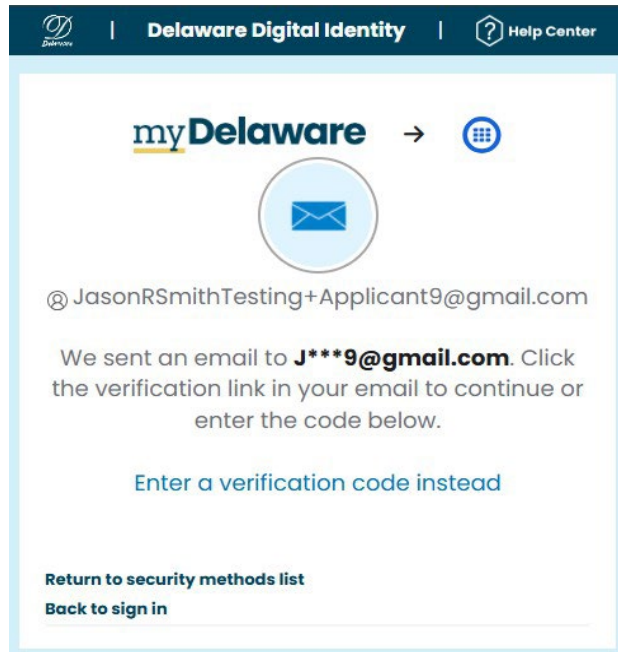 Delaware | Delaware Digital Identity | ? Help Center
myDelaware →
JasonRSmithTesting+Applicant9@gmail.com
We sent an email to J***9@gmail.com. Click
the verification link in your email to continue or
enter the code below.
Enter a verification code instead
Return to security methods list
Back to sign in